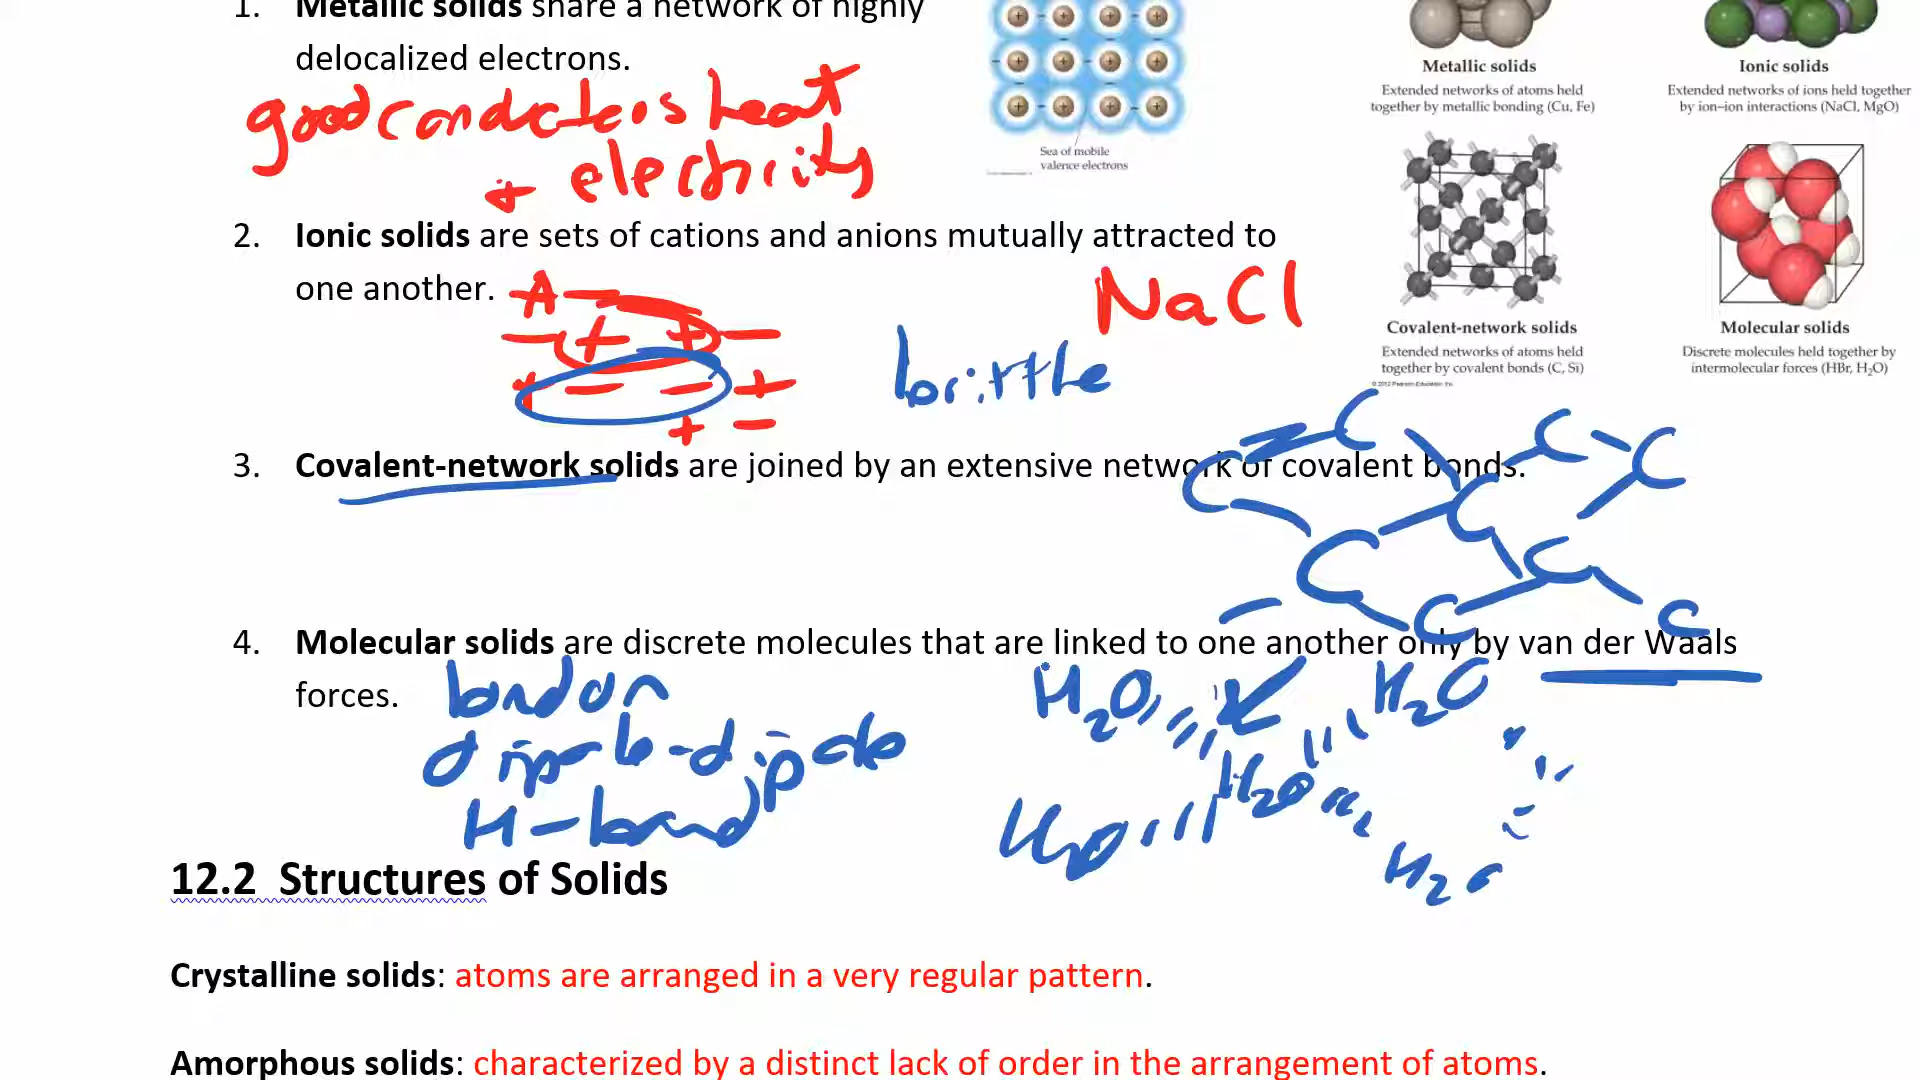 1. Metallic solids share a network of highly
delocalized electrons.
good conductors heat
+ electricity
Sea of mobile
valence electrons
Metallic solids
Extended networks of atoms held
together by metallic bonding (Cu, Fe)
Ionic solids
Extended networks of ions held together
by ion–ion interactions (NaCl, MgO)
2. Ionic solids are sets of cations and anions mutually attracted to
one another.
NaCl
brittle
Covalent-network solids
Extended networks of atoms held
together by covalent bonds (C, Si)
© 2012 Pearson Education, Inc.
Molecular solids
Discrete molecules held together by
intermolecular forces (HBr, H₂O)
3. Covalent-network solids are joined by an extensive network of covalent bonds.
C C C C
C C C
C C
4. Molecular solids are discrete molecules that are linked to one another only by van der Waals
forces.
london
dipole-dipole
H-bond
H₂O H₂O
H₂O
H₂O H₂O
12.2 Structures of Solids
Crystalline solids: atoms are arranged in a very regular pattern.
Amorphous solids: characterized by a distinct lack of order in the arrangement of atoms.